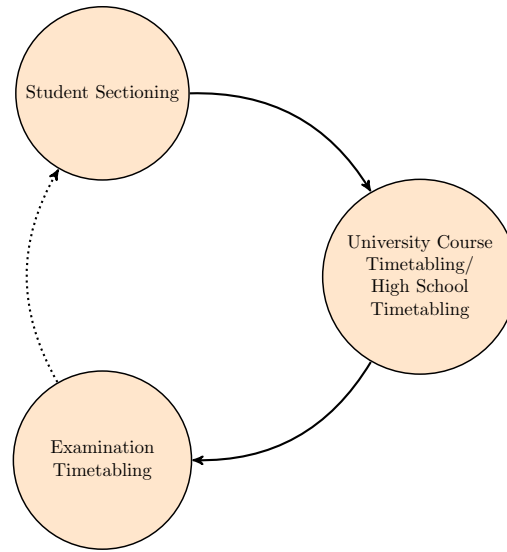 Student Sectioning
University Course
Timetabling/
High School
Timetabling
Examination
Timetabling